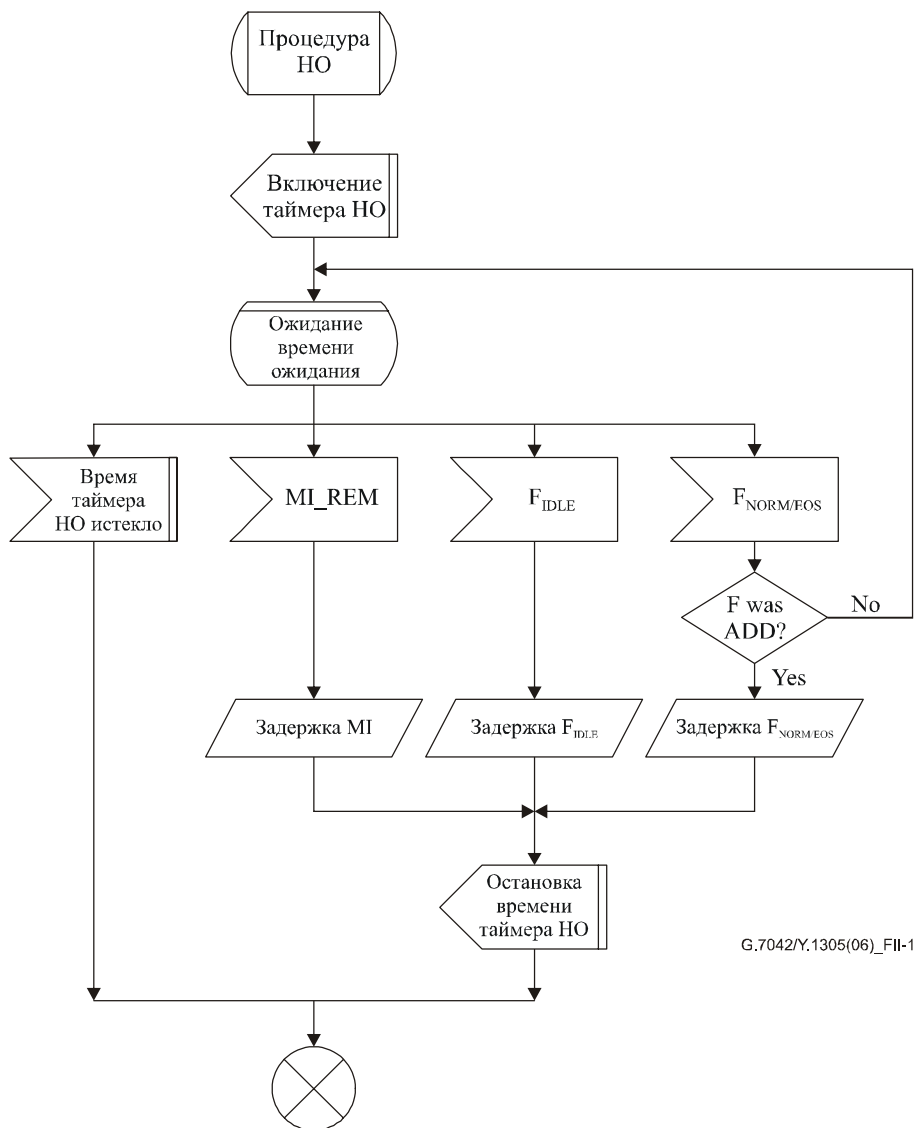 Процедура
НО
Включение
таймера НО
Ожидание
времени
ожидания
Время
таймера
НО истекло
MI_REM
F_IDLE
F_NORM/EOS
F was
ADD?
No
Yes
Задержка MI
Задержка F_IDLE
Задержка F_NORM/EOS
Остановка
времени
таймера НО
G.7042/Y.1305(06)_FII-1